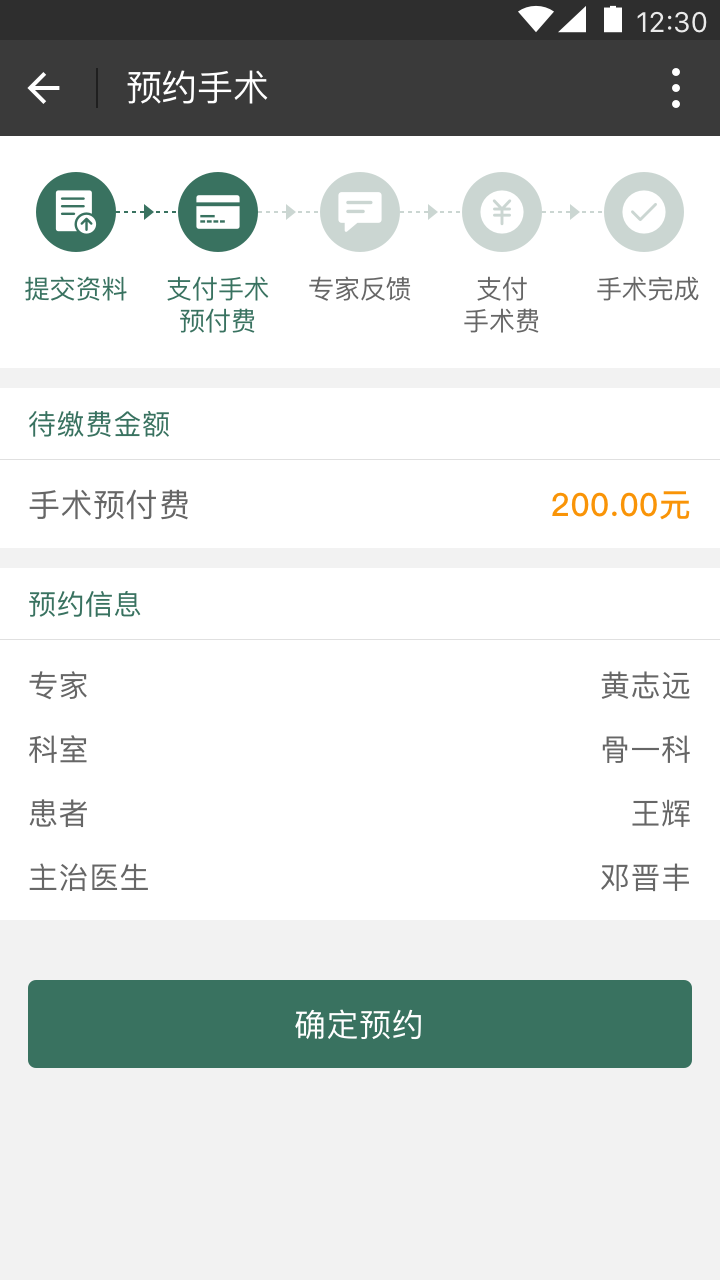 12:30
预约手术
提交资料
支付手术
预付费
专家反馈
支付
手术费
手术完成
待缴费金额
手术预付费 200.00元
预约信息
专家 黄志远
科室 骨一科
患者 王辉
主治医生 邓晋丰
确定预约